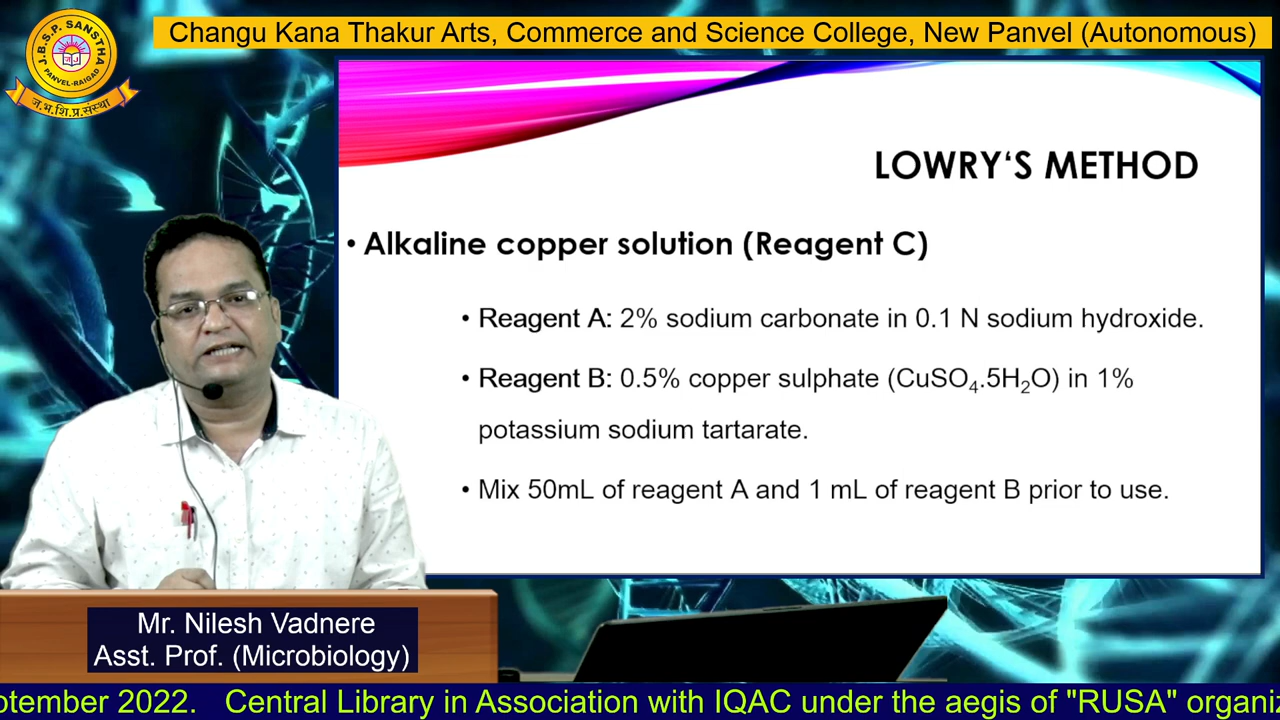 Changu Kana Thakur Arts, Commerce and Science College, New Panvel (Autonomous)
J.B.S.P. SANSTHA
PANVEL-RAIGAD
ज.भ.शि.प्र.संस्था
LOWRY‘S METHOD
• Alkaline copper solution (Reagent C)
• Reagent A: 2% sodium carbonate in 0.1 N sodium hydroxide.
• Reagent B: 0.5% copper sulphate (CuSO₄.5H₂O) in 1%
potassium sodium tartarate.
• Mix 50mL of reagent A and 1 mL of reagent B prior to use.
Mr. Nilesh Vadnere
Asst. Prof. (Microbiology)
ptember 2022. Central Library in Association with IQAC under the aegis of "RUSA" organiz